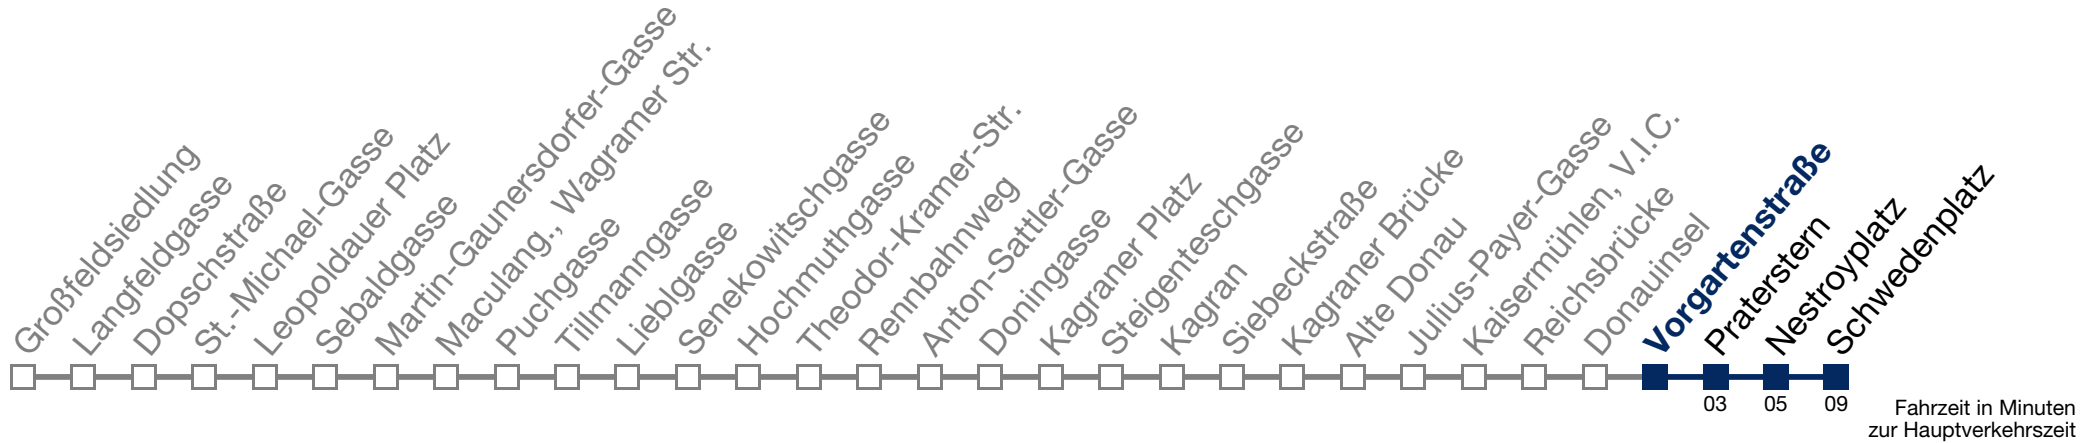 Großfeldsiedlung
Langfeldgasse
Dopschstraße
St.-Michael-Gasse
Leopoldauer Platz
Sebaldgasse
Martin-Gaunersdorfer-Gasse
Maculang., Wagramer Str.
Puchgasse
Tillmanngasse
Lieblgasse
Senekowitschgasse
Hochmuthgasse
Theodor-Kramer-Str.
Rennbahnweg
Anton-Sattler-Gasse
Doningasse
Kagraner Platz
Steigenteschgasse
Kagran
Siebeckstraße
Kagraner Brücke
Alte Donau
Julius-Payer-Gasse
Kaisermühlen, V.I.C.
Reichsbrücke
Donauinsel
Vorgartenstraße
Praterstern
Nestroyplatz
Schwedenplatz
03 05 09
Fahrzeit in Minuten
zur Hauptverkehrszeit